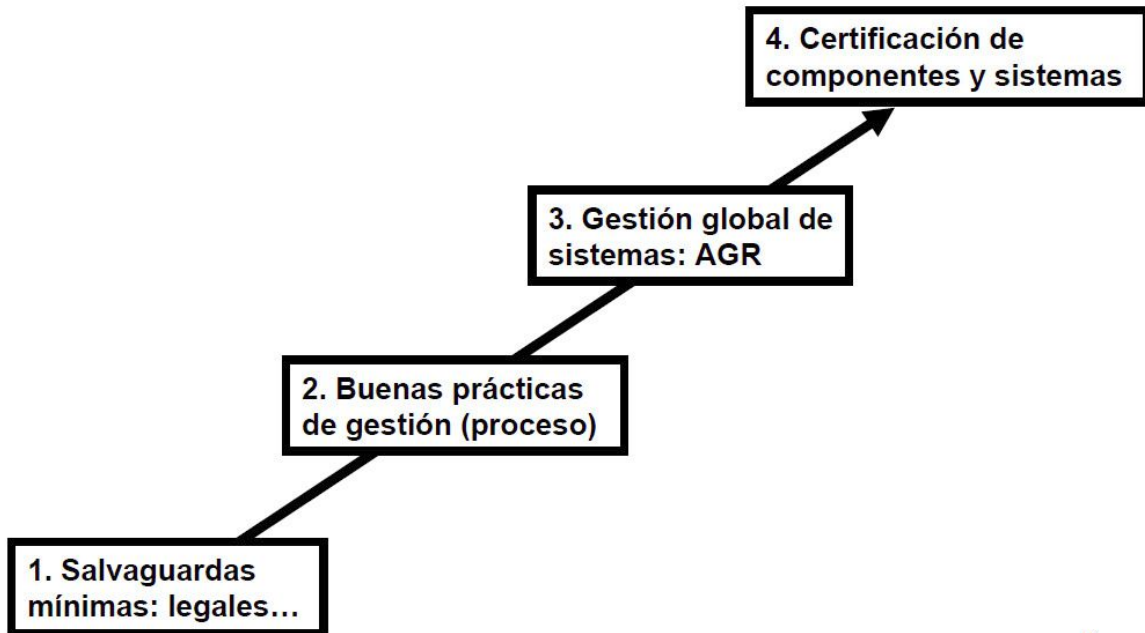 4. Certificación de
componentes y sistemas
3. Gestión global de
sistemas: AGR
2. Buenas prácticas
de gestión (proceso)
1. Salvaguardas
mínimas: legales…